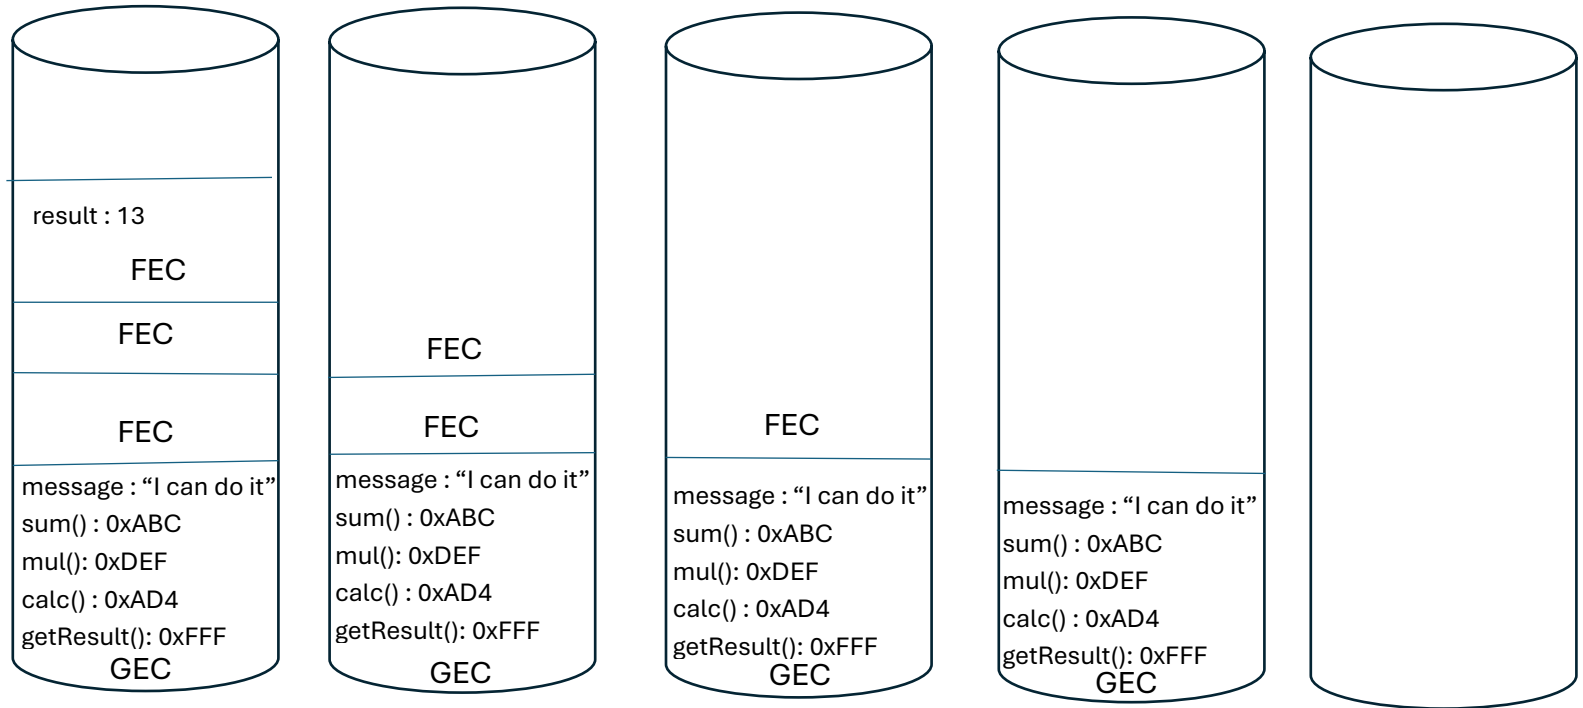 result : 13
FEC
FEC
FEC
message : “I can do it”
sum() : 0xABC
mul(): 0xDEF
calc() : 0xAD4
getResult(): 0xFFF
GEC
FEC
FEC
message : “I can do it”
sum() : 0xABC
mul(): 0xDEF
calc() : 0xAD4
getResult(): 0xFFF
GEC
FEC
message : “I can do it”
sum() : 0xABC
mul(): 0xDEF
calc() : 0xAD4
getResult(): 0xFFF
GEC
message : “I can do it”
sum() : 0xABC
mul(): 0xDEF
calc() : 0xAD4
getResult(): 0xFFF
GEC